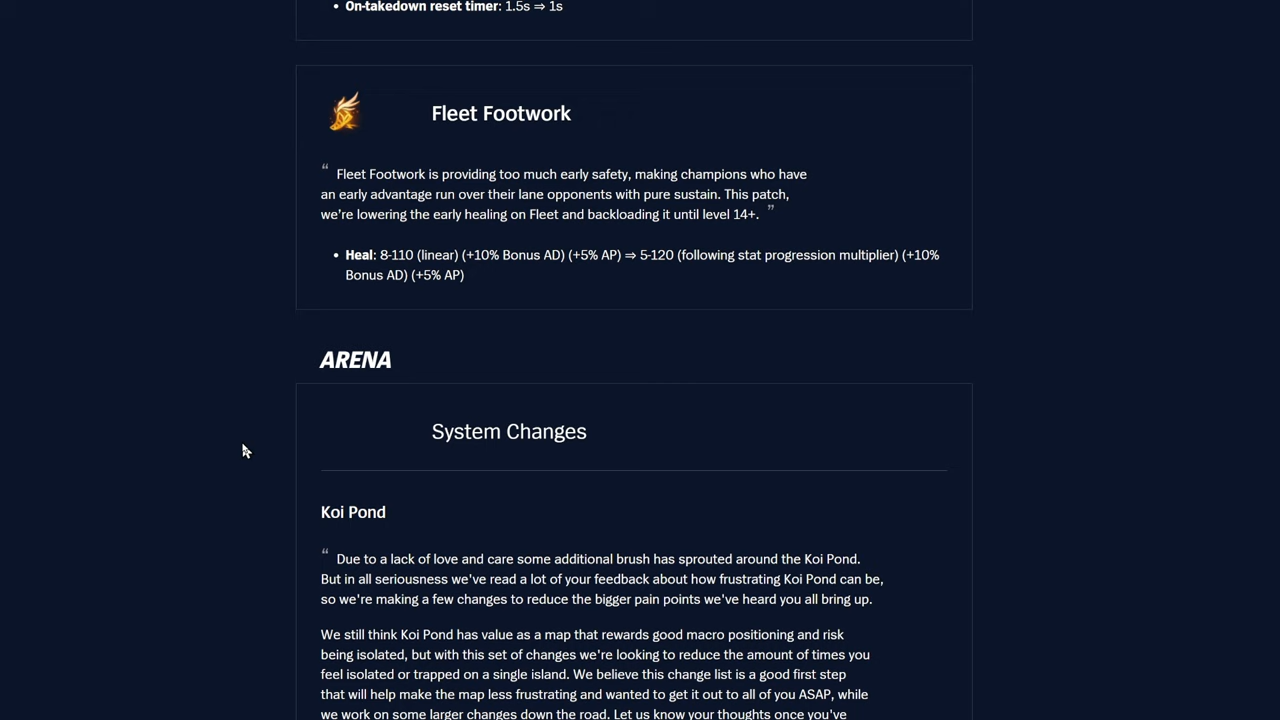 • On-takedown reset timer: 1.5s ⇒ 1s
Fleet Footwork
“ Fleet Footwork is providing too much early safety, making champions who have
an early advantage run over their lane opponents with pure sustain. This patch,
we're lowering the early healing on Fleet and backloading it until level 14+. ”
• Heal: 8-110 (linear) (+10% Bonus AD) (+5% AP) ⇒ 5-120 (following stat progression multiplier) (+10%
Bonus AD) (+5% AP)
ARENA
System Changes
Koi Pond
“ Due to a lack of love and care some additional brush has sprouted around the Koi Pond.
But in all seriousness we've read a lot of your feedback about how frustrating Koi Pond can be,
so we're making a few changes to reduce the bigger pain points we've heard you all bring up.
We still think Koi Pond has value as a map that rewards good macro positioning and risk
being isolated, but with this set of changes we're looking to reduce the amount of times you
feel isolated or trapped on a single island. We believe this change list is a good first step
that will help make the map less frustrating and wanted to get it out to all of you ASAP, while
we work on some larger changes down the road. Let us know your thoughts once you've